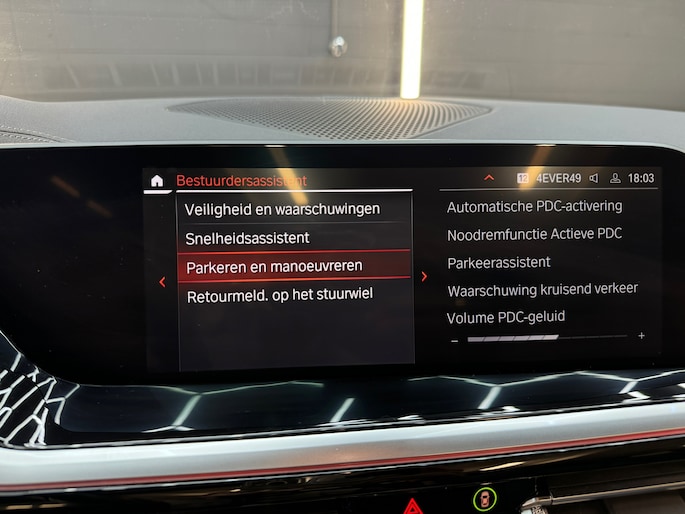 Bestuurdersassistent
12 4EVER49 18:03
Veiligheid en waarschuwingen
Snelheidsassistent
Parkeren en manoeuvreren
Retourmeld. op het stuurwiel
Automatische PDC-activering
Noodremfunctie Actieve PDC
Parkeerassistent
Waarschuwing kruisend verkeer
Volume PDC-geluid
- +